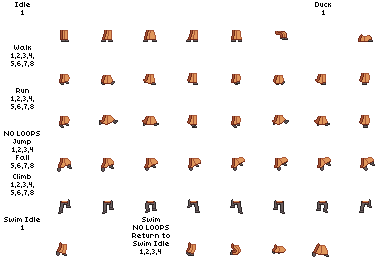 Idle
1
Duck
1
Walk
1,2,3,4,
5,6,7,8
Run
1,2,3,4,
5,6,7,8
NO LOOPS
Jump
1,2,3,4
Fall
5,6,7,8
Climb
1,2,3,4,
5,6,7,8
Swim Idle
1
Swim
NO LOOPS
Return to
Swim Idle
1,2,3,4